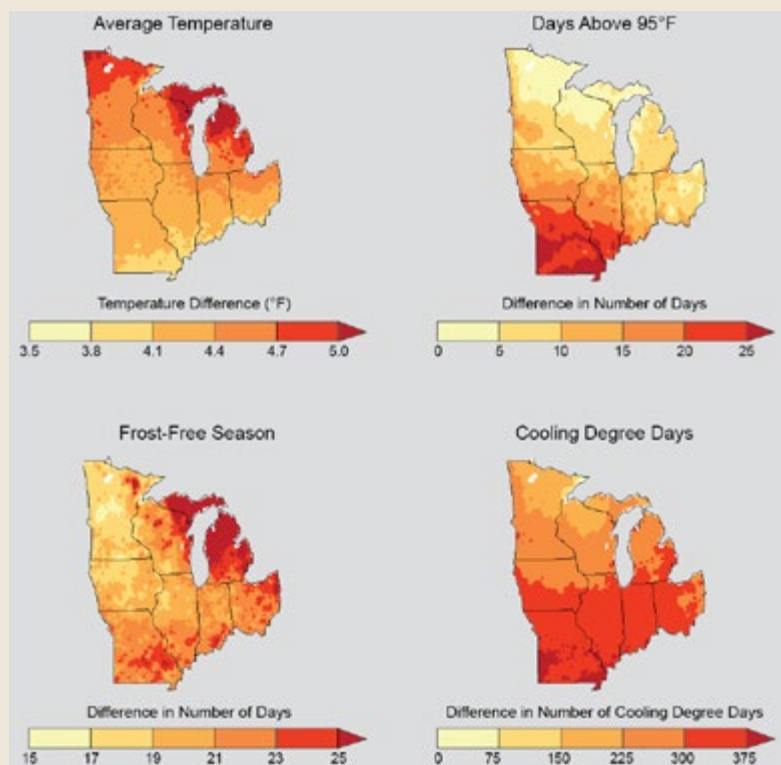 Average Temperature
Days Above 95°F
Temperature Difference (°F)
3.5 3.8 4.1 4.4 4.7 5.0
Difference in Number of Days
0 5 10 15 20 25
Frost-Free Season
Cooling Degree Days
Difference in Number of Days
15 17 19 21 23 25
Difference in Number of Cooling Degree Days
0 75 150 225 300 375